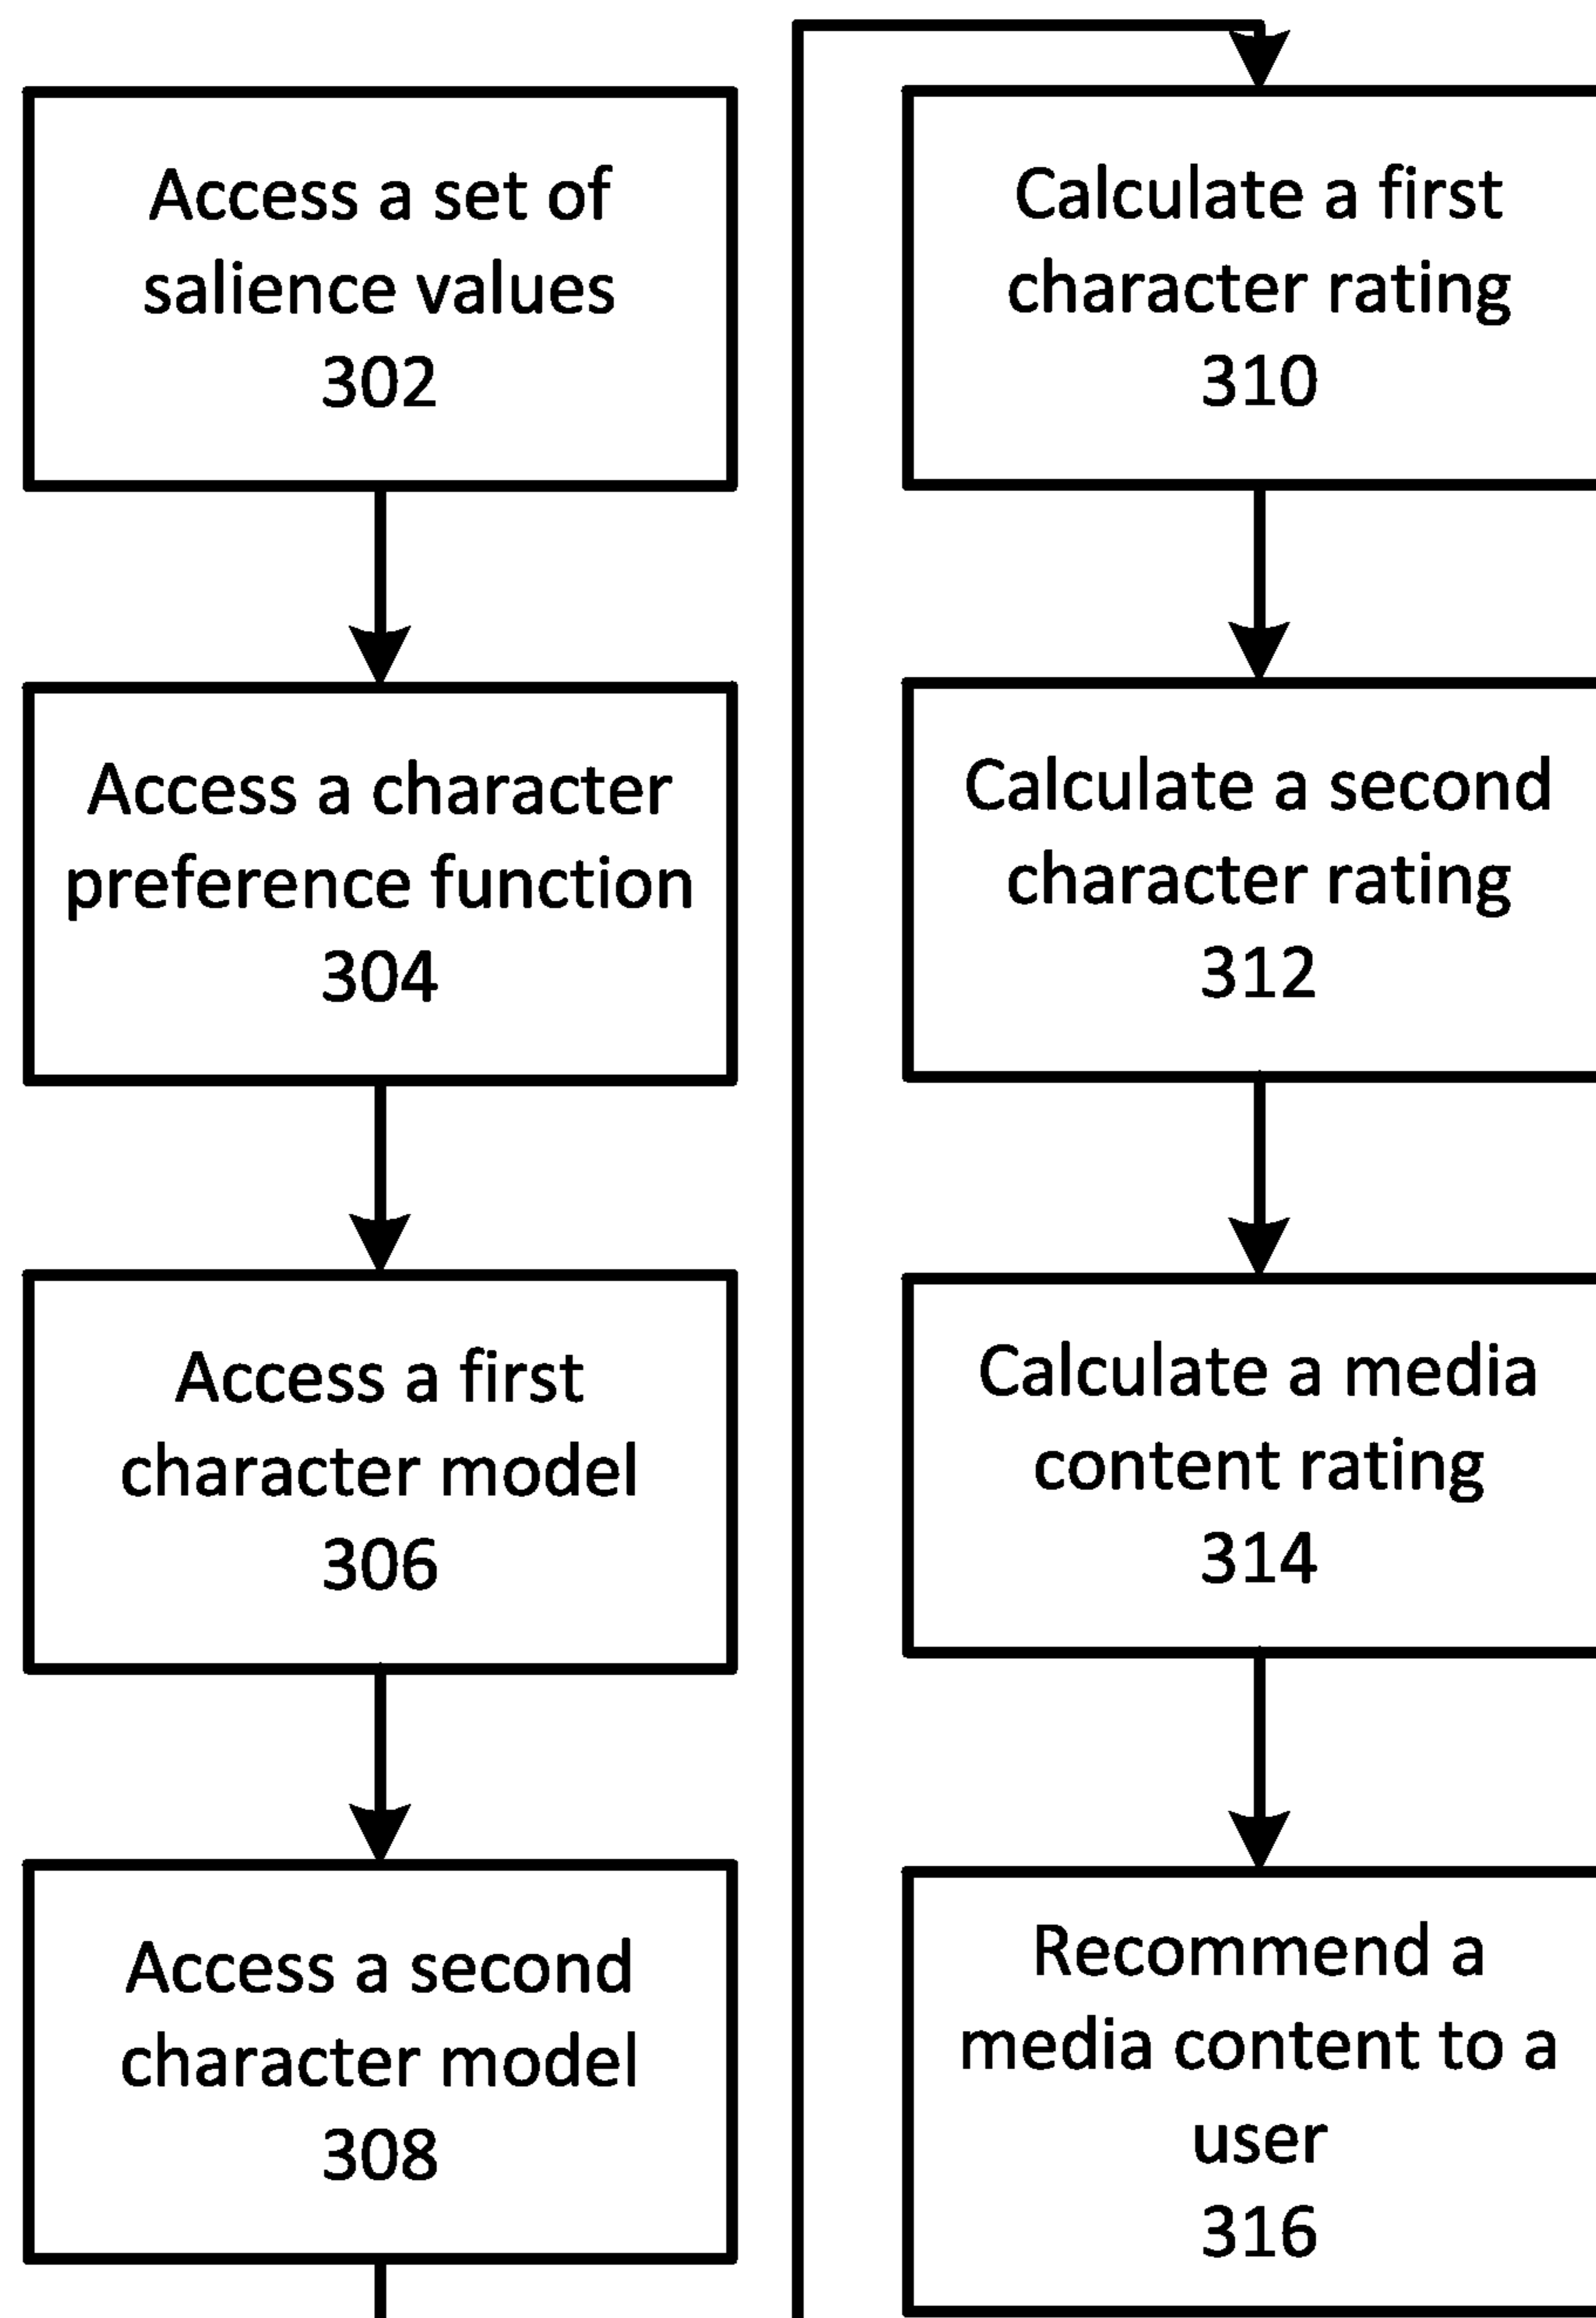 Access a set of
salience values
302
Access a character
preference function
304
Access a first
character model
306
Access a second
character model
308
Calculate a first
character rating
310
Calculate a second
character rating
312
Calculate a media
content rating
314
Recommend a
media content to a
user
316